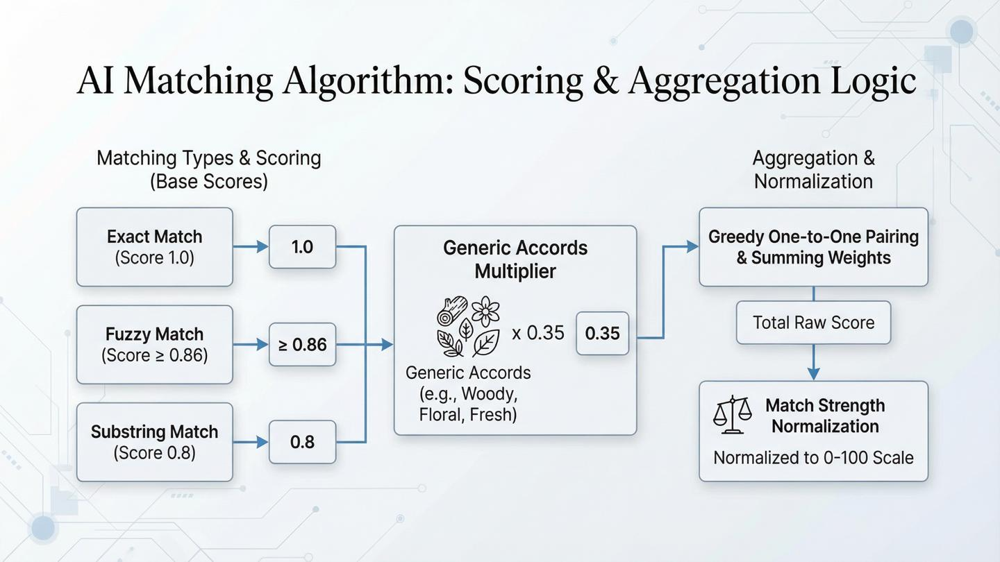 AI Matching Algorithm: Scoring & Aggregation Logic
Matching Types & Scoring
(Base Scores)
Exact Match
(Score 1.0)
1.0
Fuzzy Match
(Score ≥ 0.86)
≥ 0.86
Substring Match
(Score 0.8)
0.8
Generic Accords
Multiplier
x 0.35
0.35
Generic Accords
(e.g., Woody,
Floral, Fresh)
Aggregation &
Normalization
Greedy One-to-One Pairing
& Summing Weights
Total Raw Score
Match Strength
Normalization
Normalized to 0-100 Scale